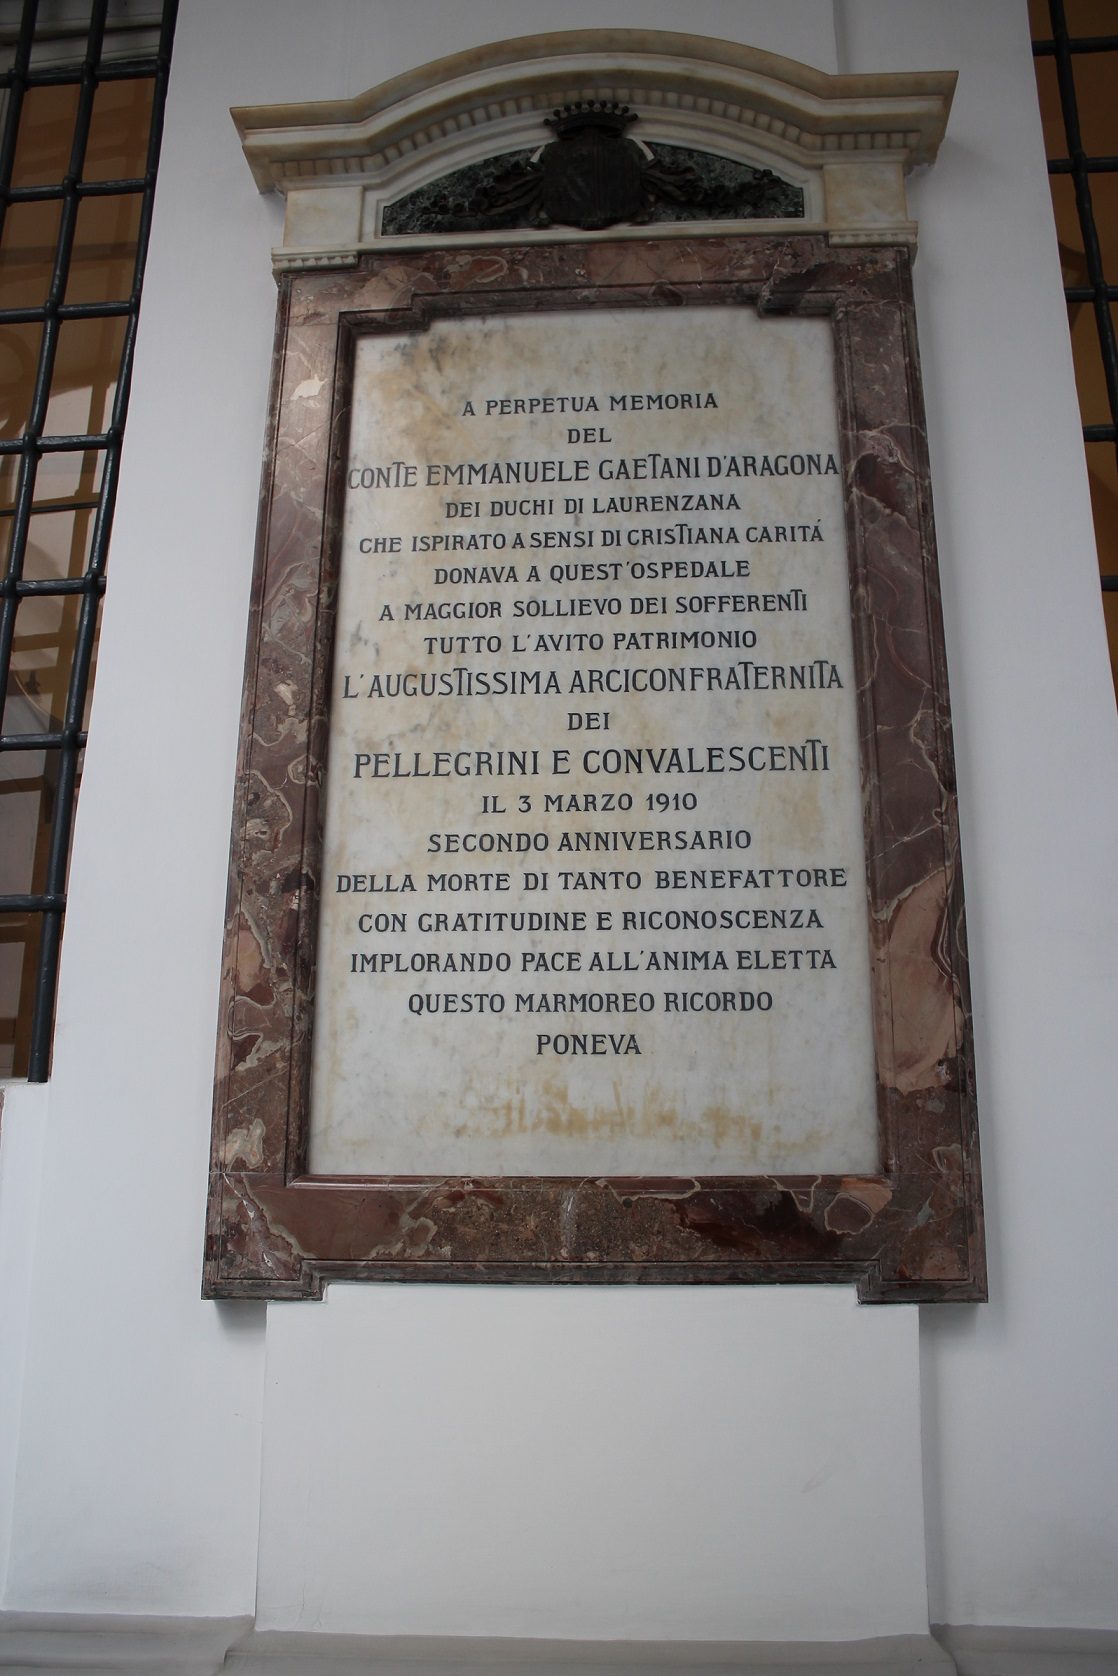 A PERPETUA MEMORIA
DEL
CONTE EMMANUELE GAETANI D'ARAGONA
DEI DUCHI DI LAURENZANA
CHE ISPIRATO A SENSI DI CRISTIANA CARITÁ
DONAVA A QUEST'OSPEDALE
A MAGGIOR SOLLIEVO DEI SOFFERENTI
TUTTO L'AVITO PATRIMONIO
L'AUGUSTISSIMA ARCICONFRATERNITA
DEI
PELLEGRINI E CONVALESCENTI
IL 3 MARZO 1910
SECONDO ANNIVERSARIO
DELLA MORTE DI TANTO BENEFATTORE
CON GRATITUDINE E RICONOSCENZA
IMPLORANDO PACE ALL'ANIMA ELETTA
QUESTO MARMOREO RICORDO
PONEVA